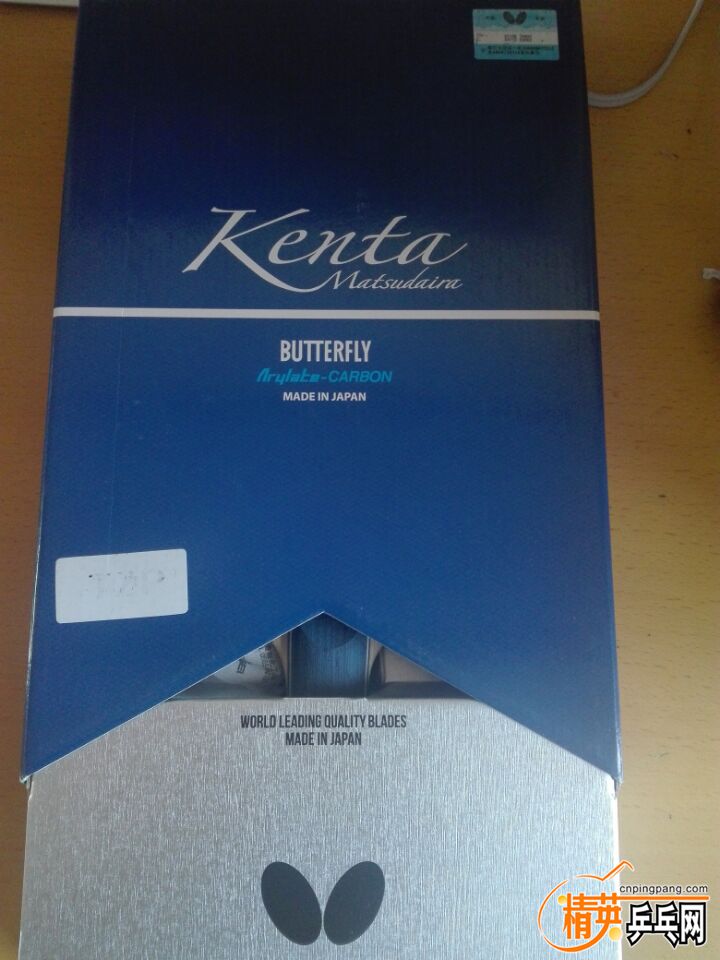 Kenta
Matsudaira
BUTTERFLY
Arylate-CARBON
MADE IN JAPAN
WORLD LEADING QUALITY BLADES
MADE IN JAPAN
cnpingpang.com
精英乒乓网